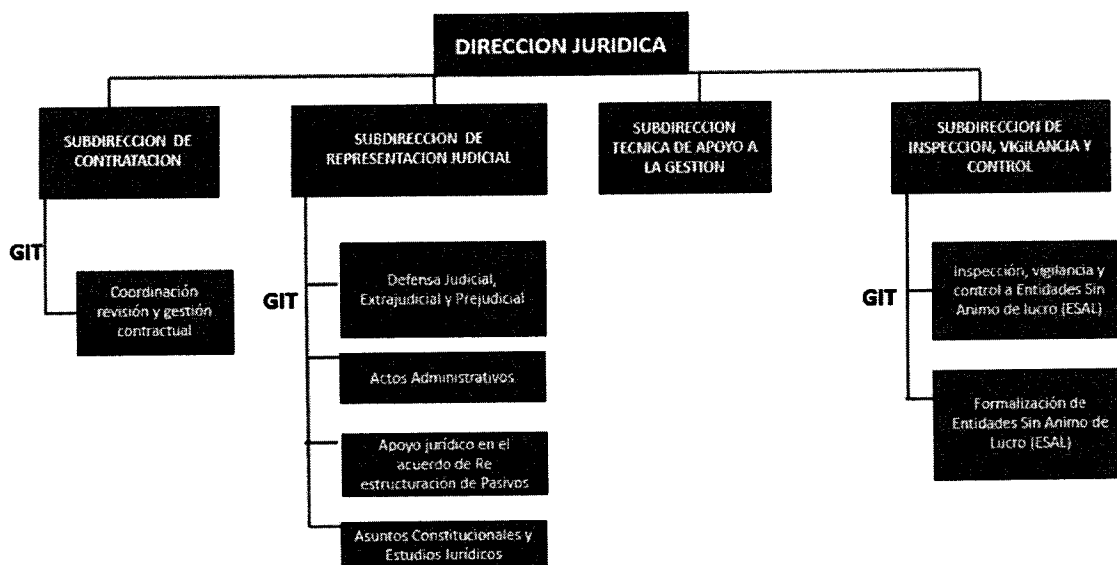 DIRECCION JURIDICA
SUBDIRECCION DE
CONTRATACION
GIT
Coordinación
revisión y gestión
contractual
SUBDIRECCION DE
REPRESENTACION JUDICIAL
GIT
Defensa Judicial,
Extrajudicial y Prejudicial
Actos Administrativos
Apoyo jurídico en el
acuerdo de Re
estructuración de Pasivos
Asuntos Constitucionales y
Estudios Jurídicos
SUBDIRECCION
TECNICA DE APOYO A
LA GESTION
SUBDIRECCION DE
INSPECCION, VIGILANCIA Y
CONTROL
GIT
Inspección, vigilancia y
control a Entidades Sin
Animo de lucro (ESAL)
Formalización de
Entidades Sin Animo de
Lucro (ESAL)